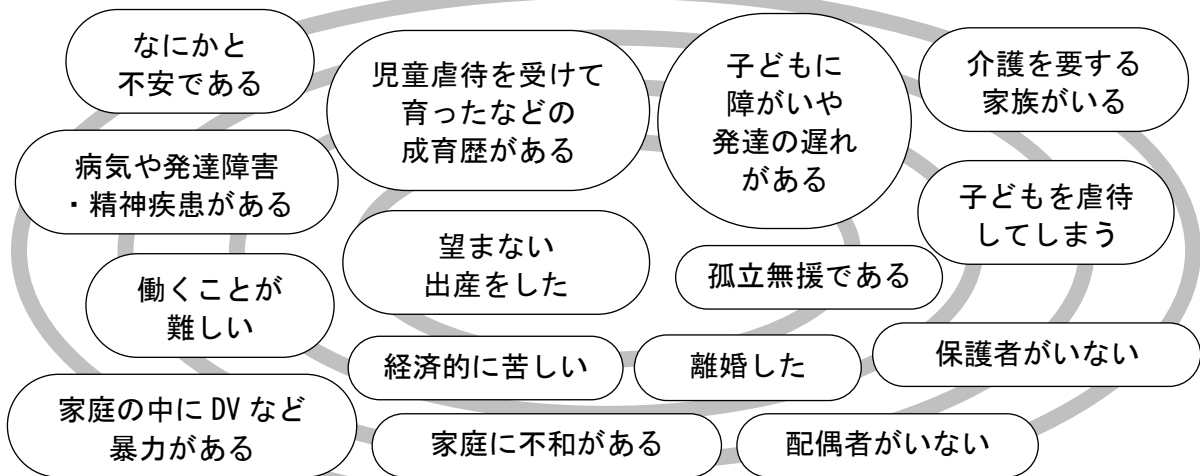 なにかと
不安である
児童虐待を受けて
育ったなどの
成育歴がある
子どもに
障がいや
発達の遅れ
がある
介護を要する
家族がいる
病気や発達障害
・精神疾患がある
子どもを虐待
してしまう
望まない
出産をした
孤立無援である
働くことが
難しい
経済的に苦しい
離婚した
保護者がいない
家庭の中に DV など
暴力がある
家庭に不和がある
配偶者がいない